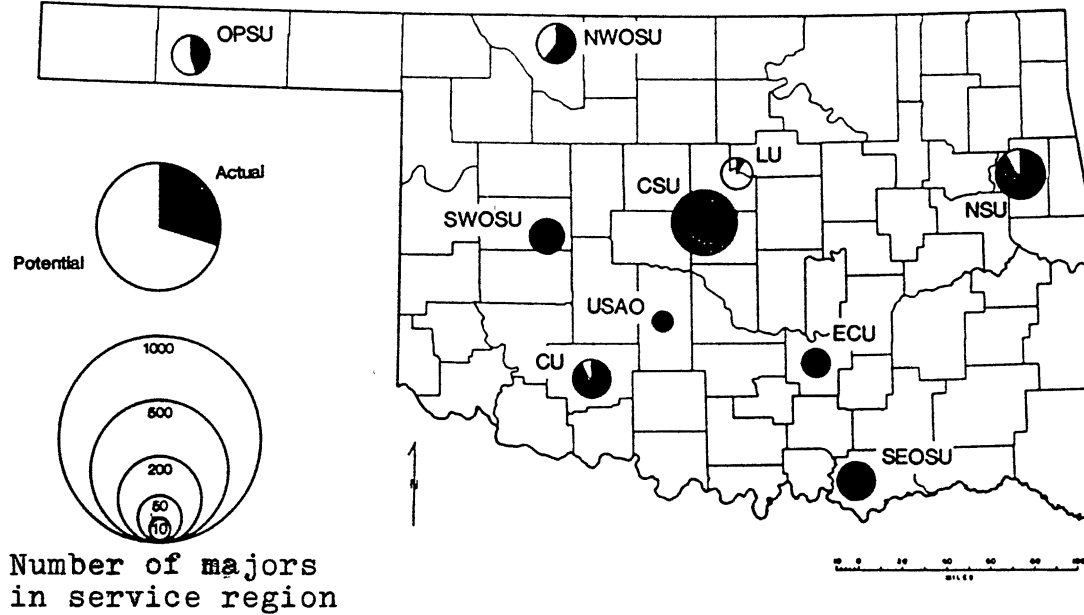 OPSU
NWOSU
LU
CSU
NSU
SWOSU
USAO
ECU
CU
SEOSU
Actual
Potential
1000
500
200
50
10
N
Number of majors
in service region
MILES